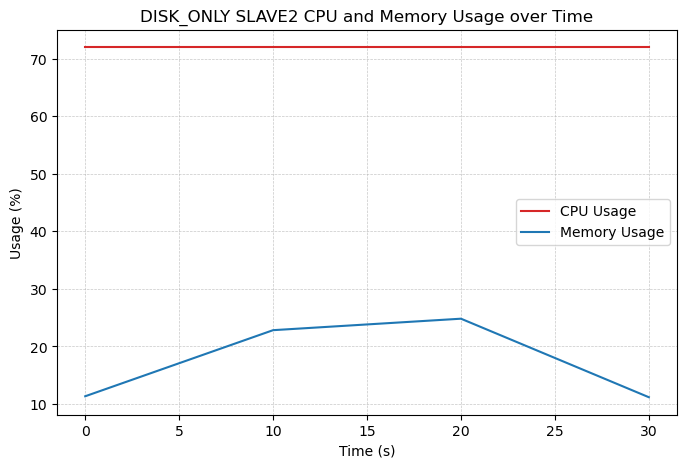 DISK_ONLY SLAVE2 CPU and Memory Usage over Time
70
60
50
40
30
20
10
Usage (%)
CPU Usage
Memory Usage
0 5 10 15 20 25 30
Time (s)